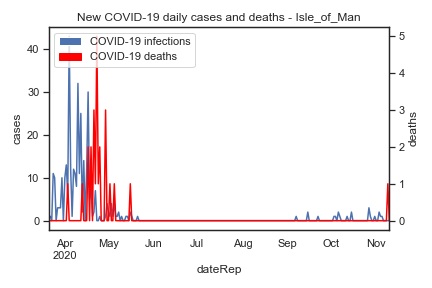 New COVID-19 daily cases and deaths - Isle_of_Man
COVID-19 infections
COVID-19 deaths
40
30
20
10
0
cases
5
4
3
2
1
0
deaths
Apr May Jun Jul Aug Sep Oct Nov
2020
dateRep